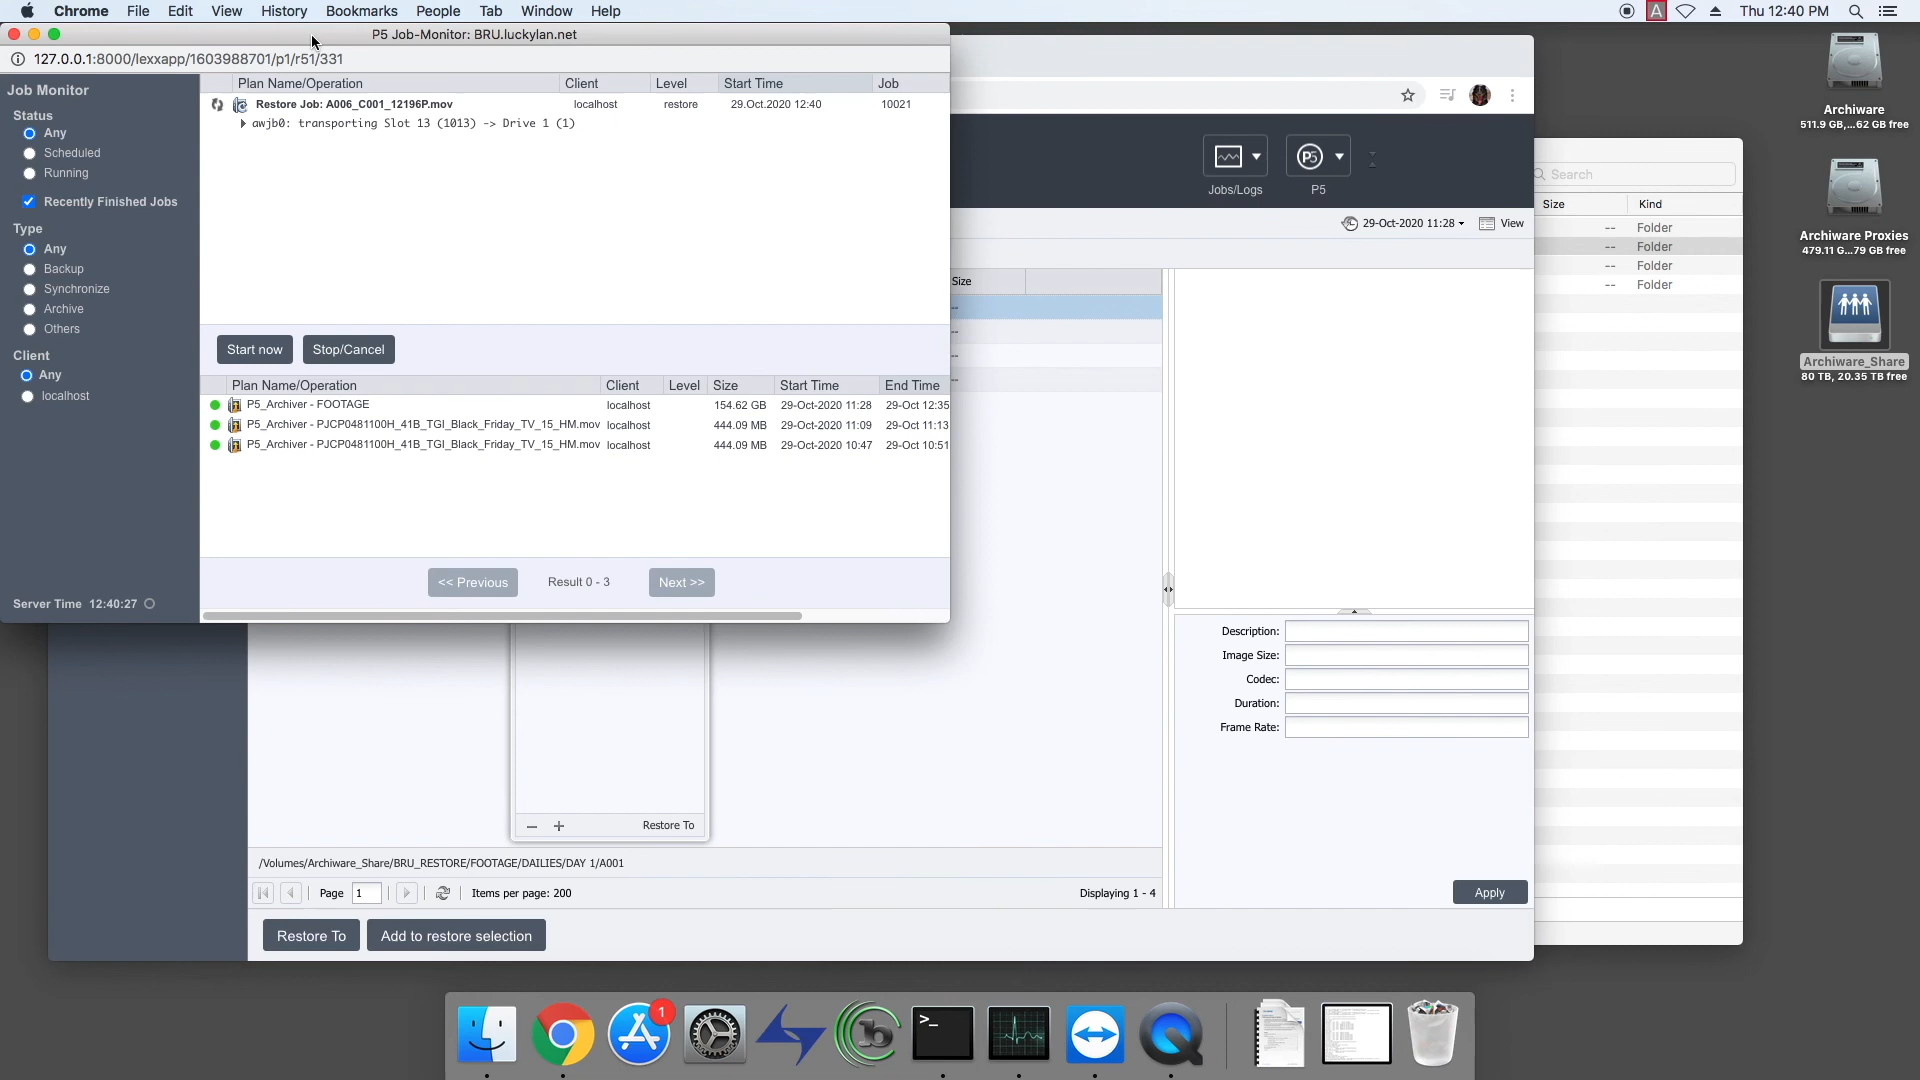 Chrome File Edit View History Bookmarks People Tab Window Help
A Thu 12:40 PM
P5 Job-Monitor: BRU.luckylan.net
127.0.0.1:8000/lexxapp/1603988701/p1/r51/331
Job Monitor
Status
Any
Scheduled
Running
Recently Finished Jobs
Type
Any
Backup
Synchronize
Archive
Others
Client
Any
localhost
Server Time 12:40:27
Plan Name/Operation Client Level Start Time Job
Restore Job: A006_C001_12196P.mov localhost restore 29.Oct.2020 12:40 10021
awjb0: transporting Slot 13 (1013) -> Drive 1 (1)
Start now Stop/Cancel
Plan Name/Operation Client Level Size Start Time End Time
P5_Archiver - FOOTAGE localhost 154.62 GB 29-Oct-2020 11:28 29-Oct 12:35
P5_Archiver - PJCP0481100H_41B_TGI_Black_Friday_TV_15_HM.mov localhost 444.09 MB 29-Oct-2020 11:09 29-Oct 11:13
P5_Archiver - PJCP0481100H_41B_TGI_Black_Friday_TV_15_HM.mov localhost 444.09 MB 29-Oct-2020 10:47 29-Oct 10:51
<< Previous Result 0 - 3 Next >>
P5
Jobs/Logs P5
29-Oct-2020 11:28 View
Size
--
--
--
--
Description:
Image Size:
Codec:
Duration:
Frame Rate:
Apply
Restore To
/Volumes/Archiware_Share/BRU_RESTORE/FOOTAGE/DAILIES/DAY 1/A001
Page 1 Items per page: 200 Displaying 1 - 4
Restore To Add to restore selection
Search
Size Kind
-- Folder
-- Folder
-- Folder
-- Folder
Archiware
511.9 GB,...62 GB free
Archiware Proxies
479.11 G...79 GB free
Archiware_Share
80 TB, 20.35 TB free
1
b
>_